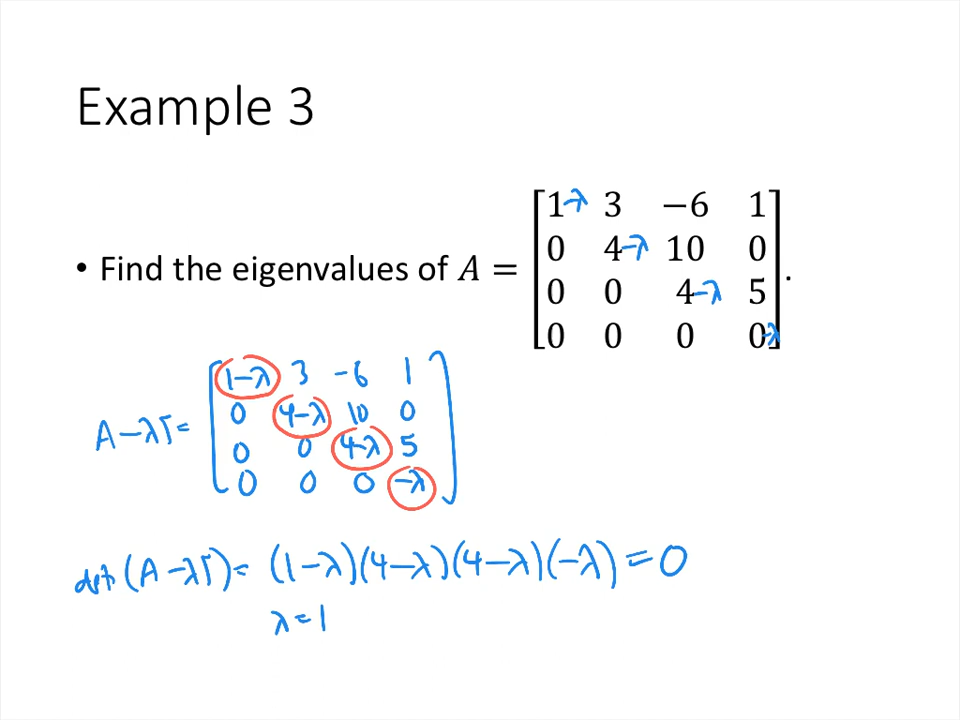 Example 3
• Find the eigenvalues of A = [1-λ 3 −6 1
0 4-λ 10 0
0 0 4-λ 5
0 0 0 0-λ].
A-λI = [1-λ 3 -6 1
0 4-λ 10 0
0 0 4-λ 5
0 0 0 -λ]
det(A-λI) = (1-λ)(4-λ)(4-λ)(-λ) = 0
λ = 1